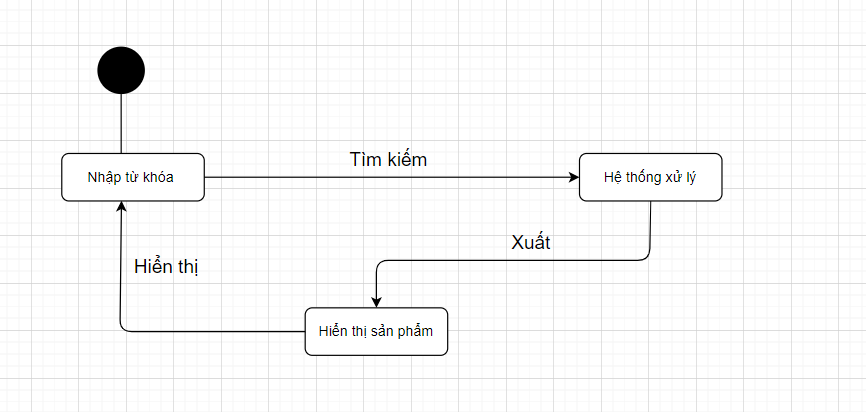 Tìm kiếm
Nhập từ khóa
Hệ thống xử lý
Xuất
Hiển thị
Hiển thị sản phẩm